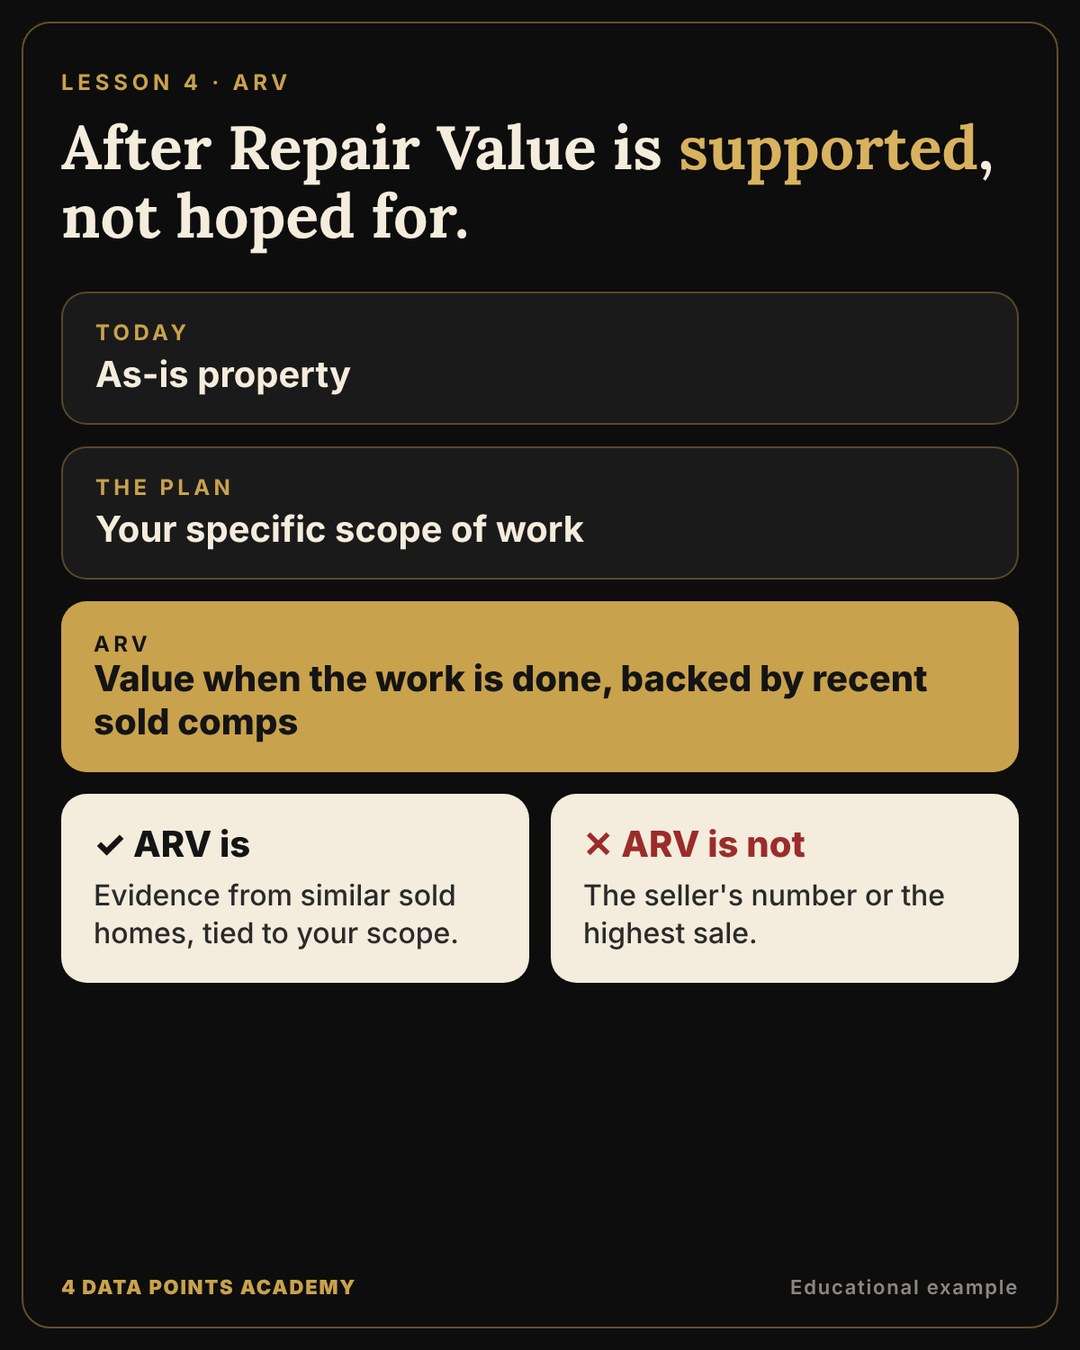 LESSON 4 · ARV
After Repair Value is supported,
not hoped for.
TODAY
As-is property
THE PLAN
Your specific scope of work
ARV
Value when the work is done, backed by recent
sold comps
✓ ARV is
Evidence from similar sold
homes, tied to your scope.
✕ ARV is not
The seller's number or the
highest sale.
4 DATA POINTS ACADEMY
Educational example